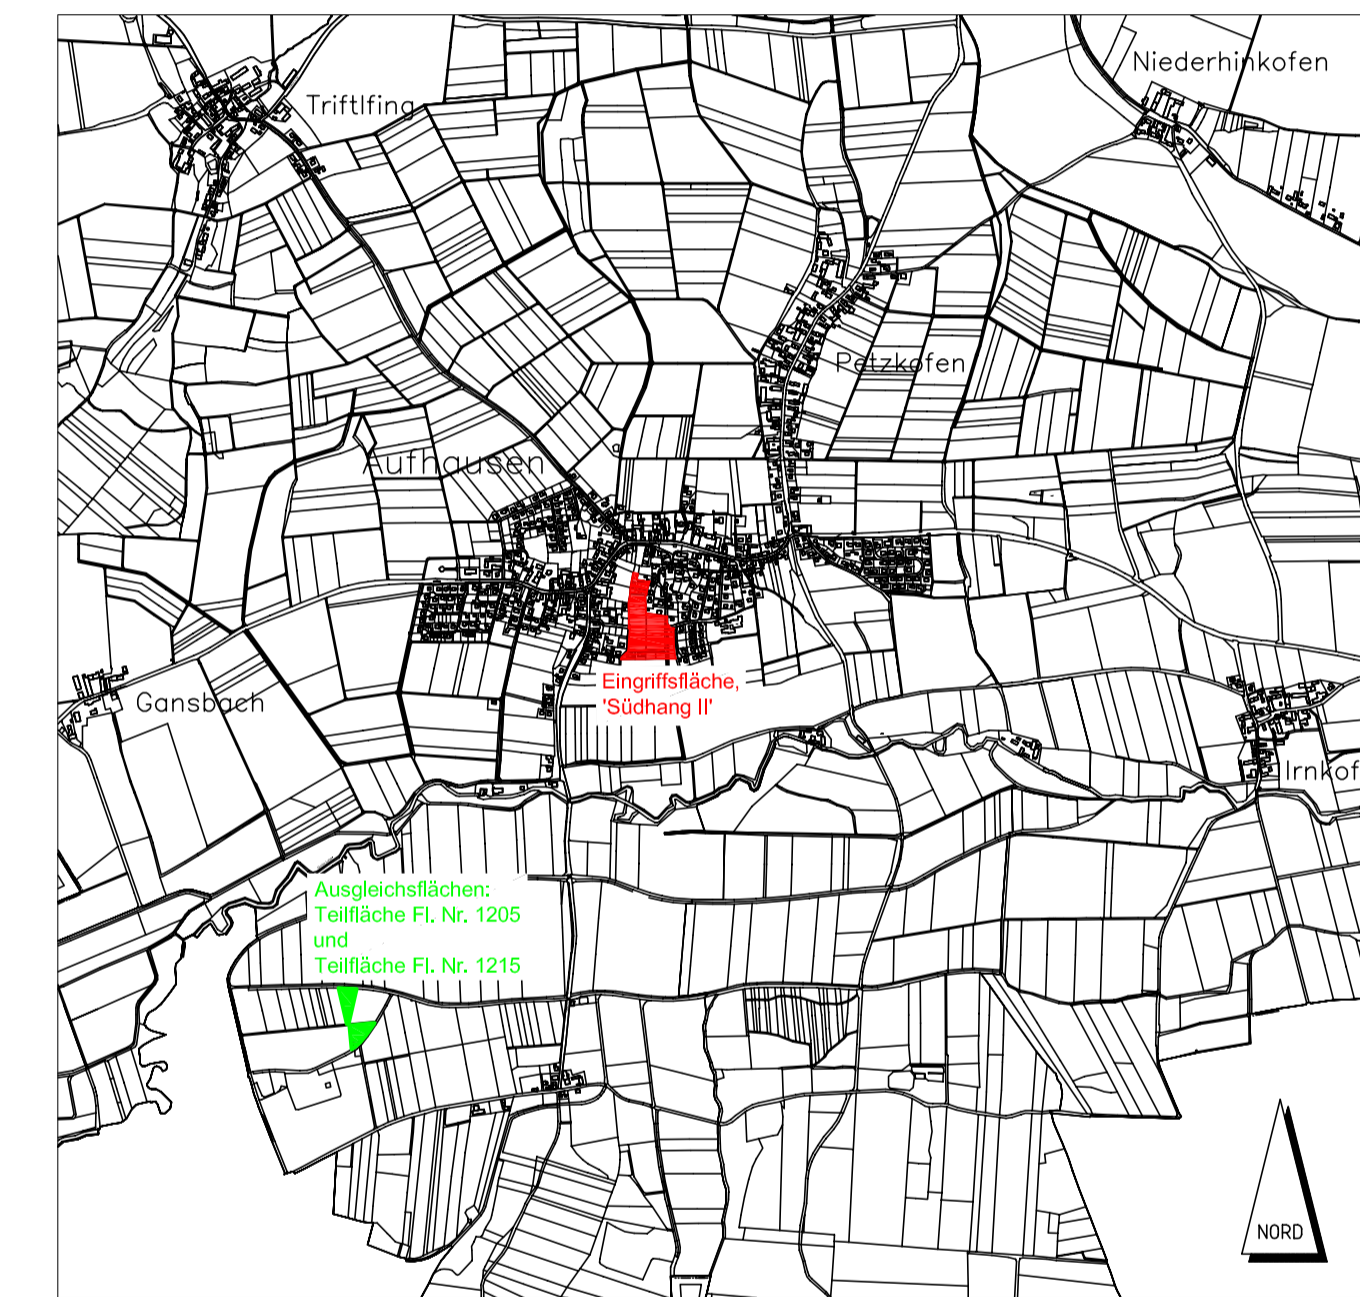 Niederhinkofen
Triftlfing
Petzkofen
Aufhausen
Eingriffsfläche,
'Südhang II'
Gansbach
Irnkof
Ausgleichsflächen:
Teilfläche Fl. Nr. 1205
und
Teilfläche Fl. Nr. 1215
NORD